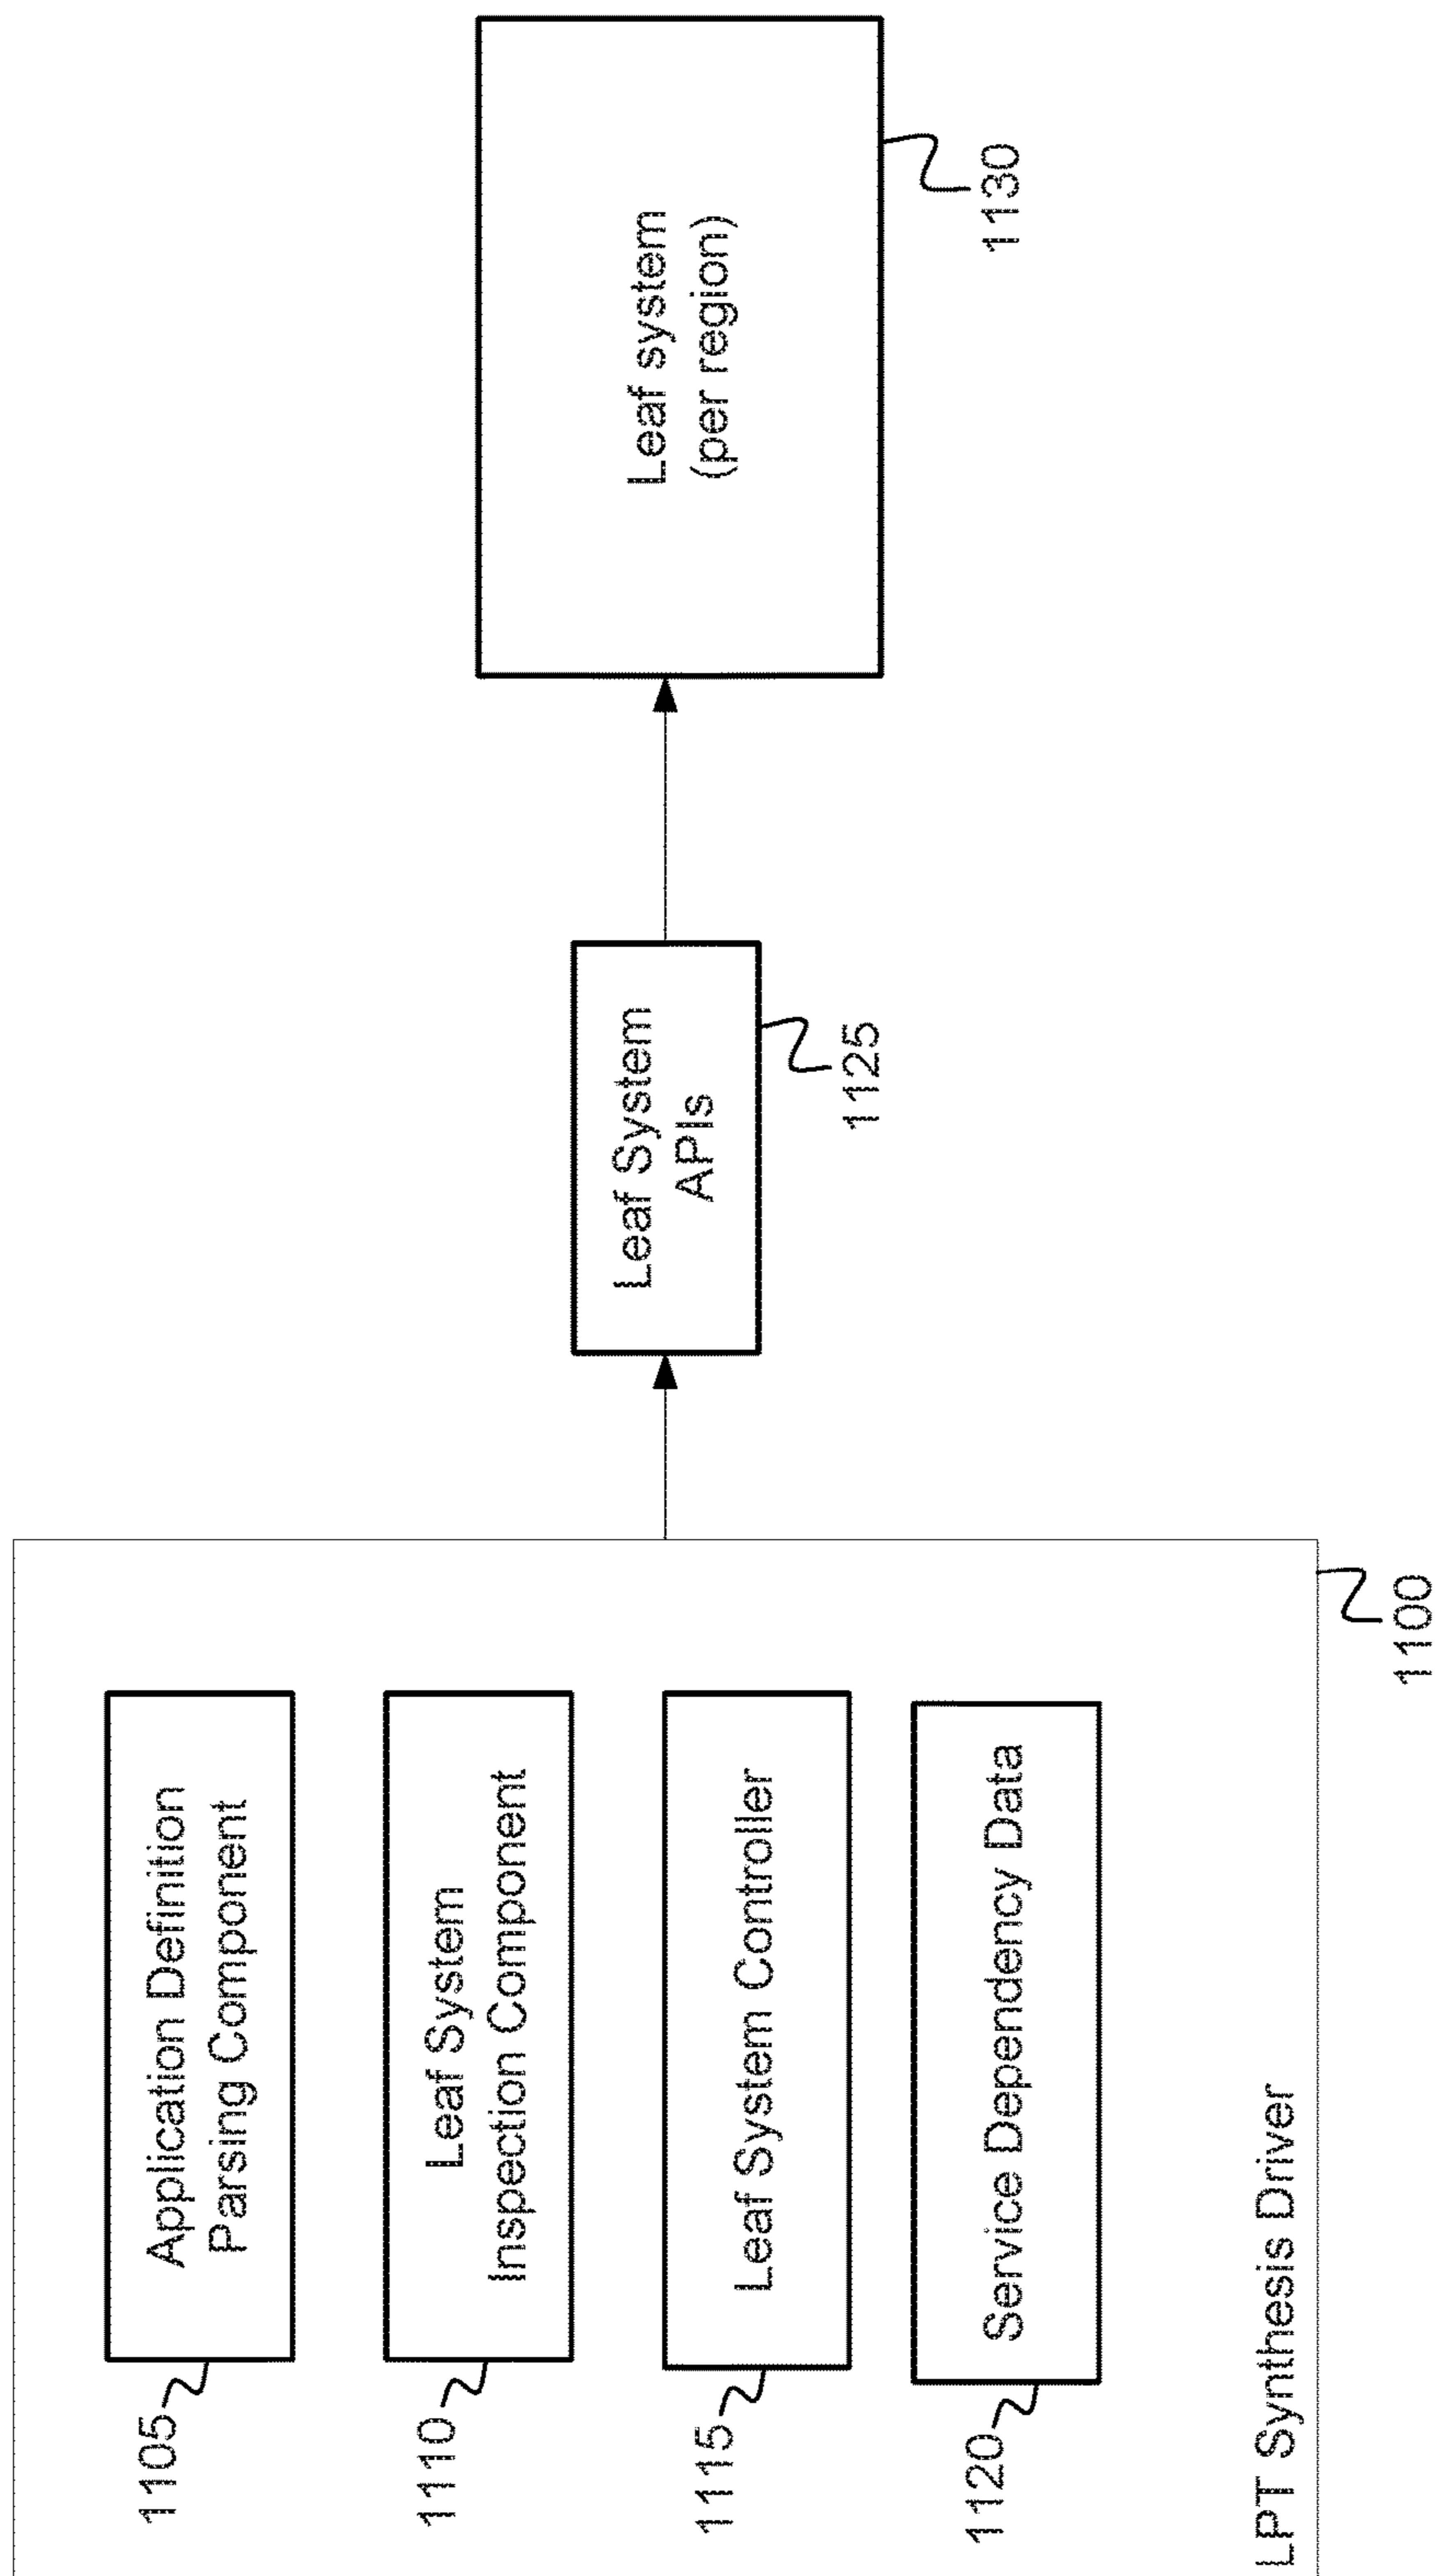 1105
Application Definition
Parsing Component
1110
Leaf System
Inspection Component
1115
Leaf System Controller
1120
Service Dependency Data
LPT Synthesis Driver
1100
Leaf System
APIs
1125
Leaf system
(per region)
1130